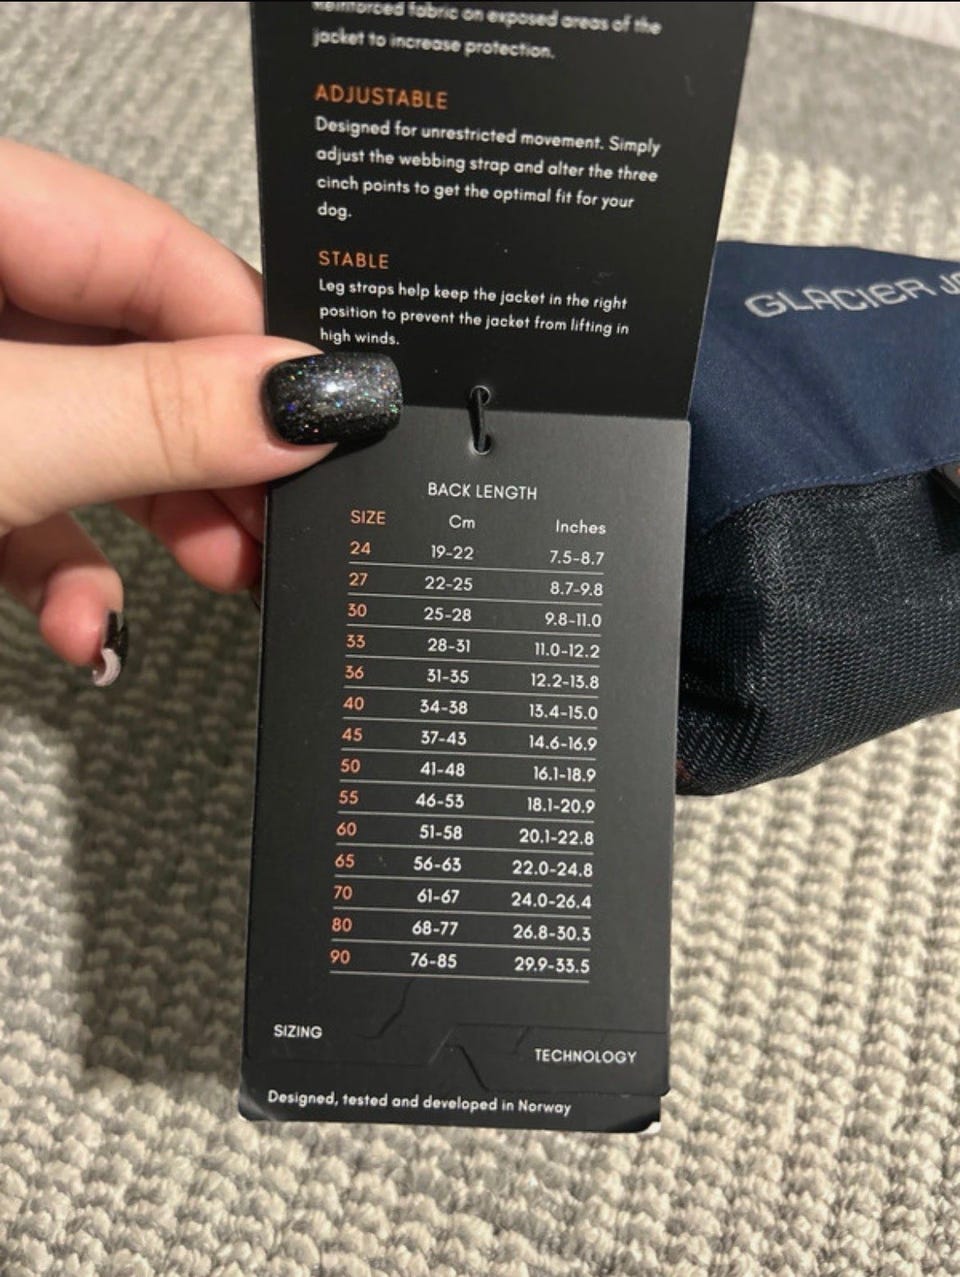 Reinforced fabric on exposed areas of the
jacket to increase protection.
ADJUSTABLE
Designed for unrestricted movement. Simply
adjust the webbing strap and alter the three
cinch points to get the optimal fit for your
dog.
STABLE
Leg straps help keep the jacket in the right
position to prevent the jacket from lifting in
high winds.
GLACIER
BACK LENGTH
SIZE Cm Inches
24 19-22 7.5-8.7
27 22-25 8.7-9.8
30 25-28 9.8-11.0
33 28-31 11.0-12.2
36 31-35 12.2-13.8
40 34-38 13.4-15.0
45 37-43 14.6-16.9
50 41-48 16.1-18.9
55 46-53 18.1-20.9
60 51-58 20.1-22.8
65 56-63 22.0-24.8
70 61-67 24.0-26.4
80 68-77 26.8-30.3
90 76-85 29.9-33.5
SIZING
TECHNOLOGY
Designed, tested and developed in Norway